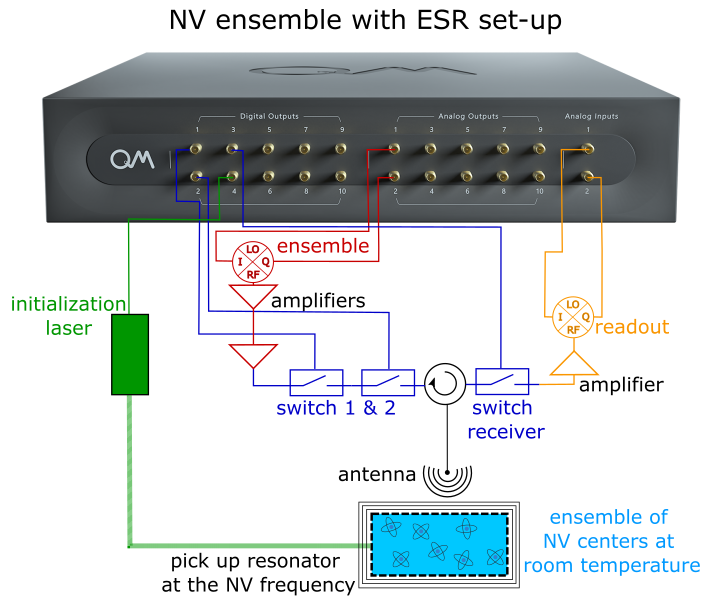 NV ensemble with ESR set-up
QM
Digital Outputs
Analog Outputs
Analog Inputs
1 3 5 7 9
1 3 5 7 9
1
QM
2 4 6 8 10
2 4 6 8 10
2
ensemble
LO
I Q
RF
initialization
laser
amplifiers
LO
I Q
RF
readout
amplifier
switch 1 & 2
switch
receiver
antenna
ensemble of
NV centers at
room temperature
pick up resonator
at the NV frequency